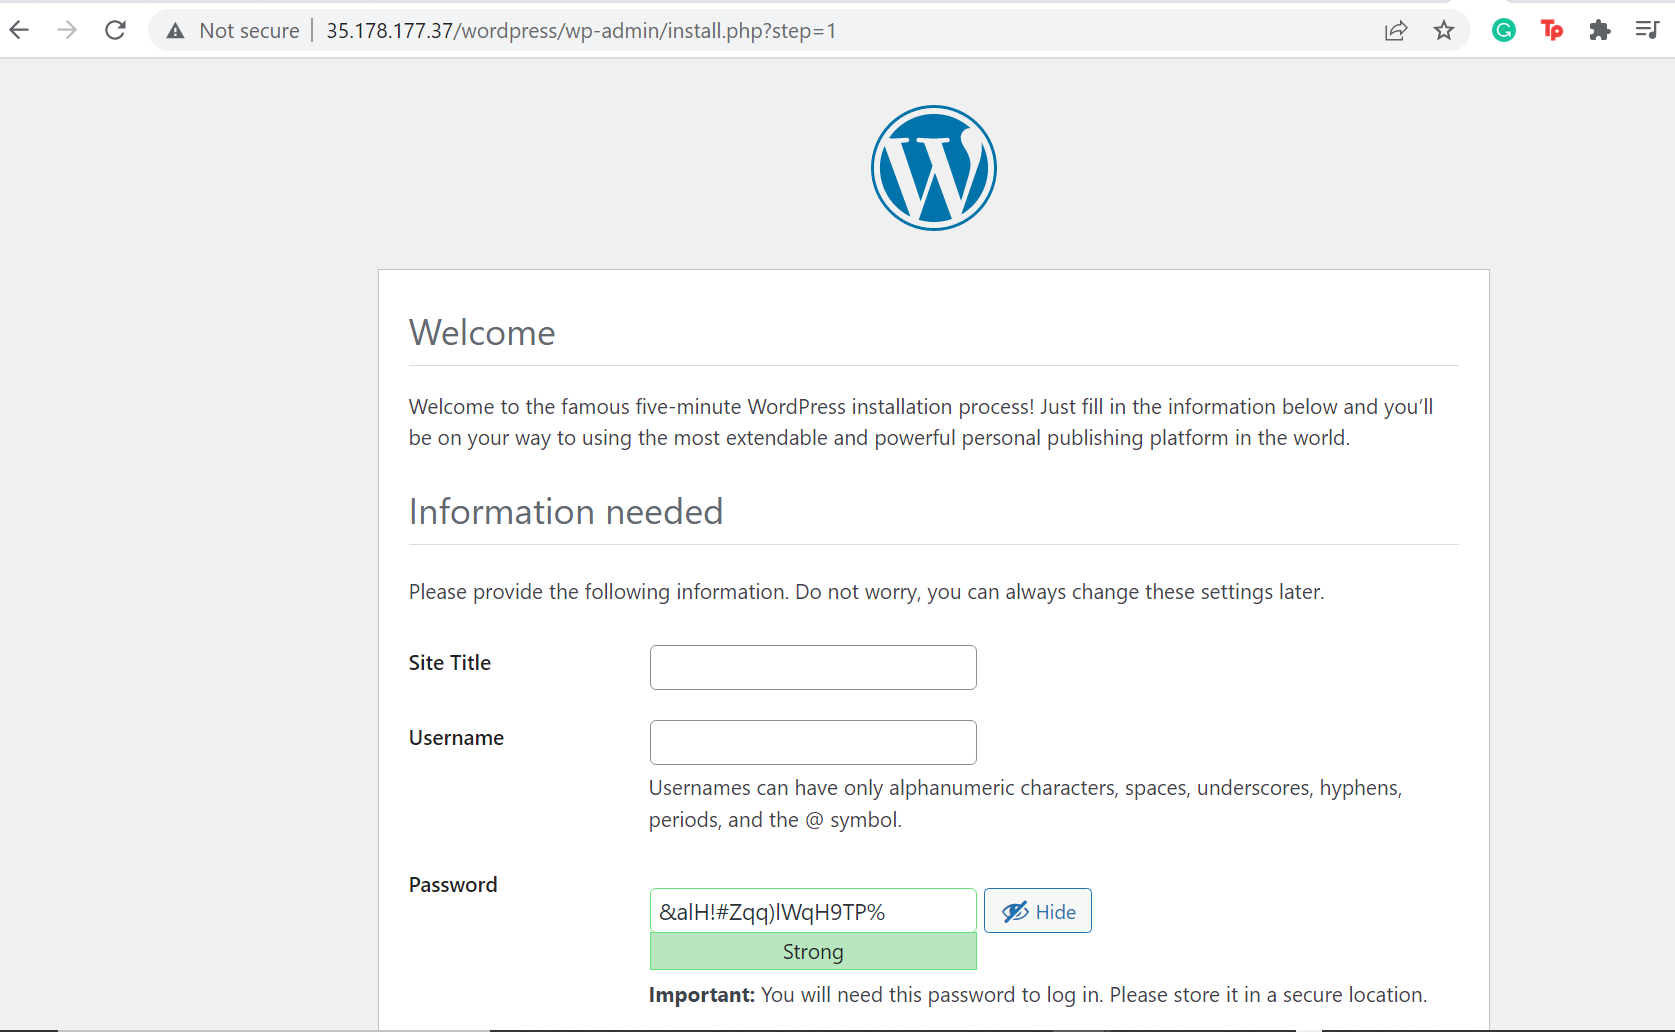 Not secure | 35.178.177.37/wordpress/wp-admin/install.php?step=1
Welcome
Welcome to the famous five-minute WordPress installation process! Just fill in the information below and you’ll
be on your way to using the most extendable and powerful personal publishing platform in the world.
Information needed
Please provide the following information. Do not worry, you can always change these settings later.
Site Title
Username
Usernames can have only alphanumeric characters, spaces, underscores, hyphens,
periods, and the @ symbol.
Password
&alH!#Zqq)lWqH9TP%
Hide
Strong
Important: You will need this password to log in. Please store it in a secure location.